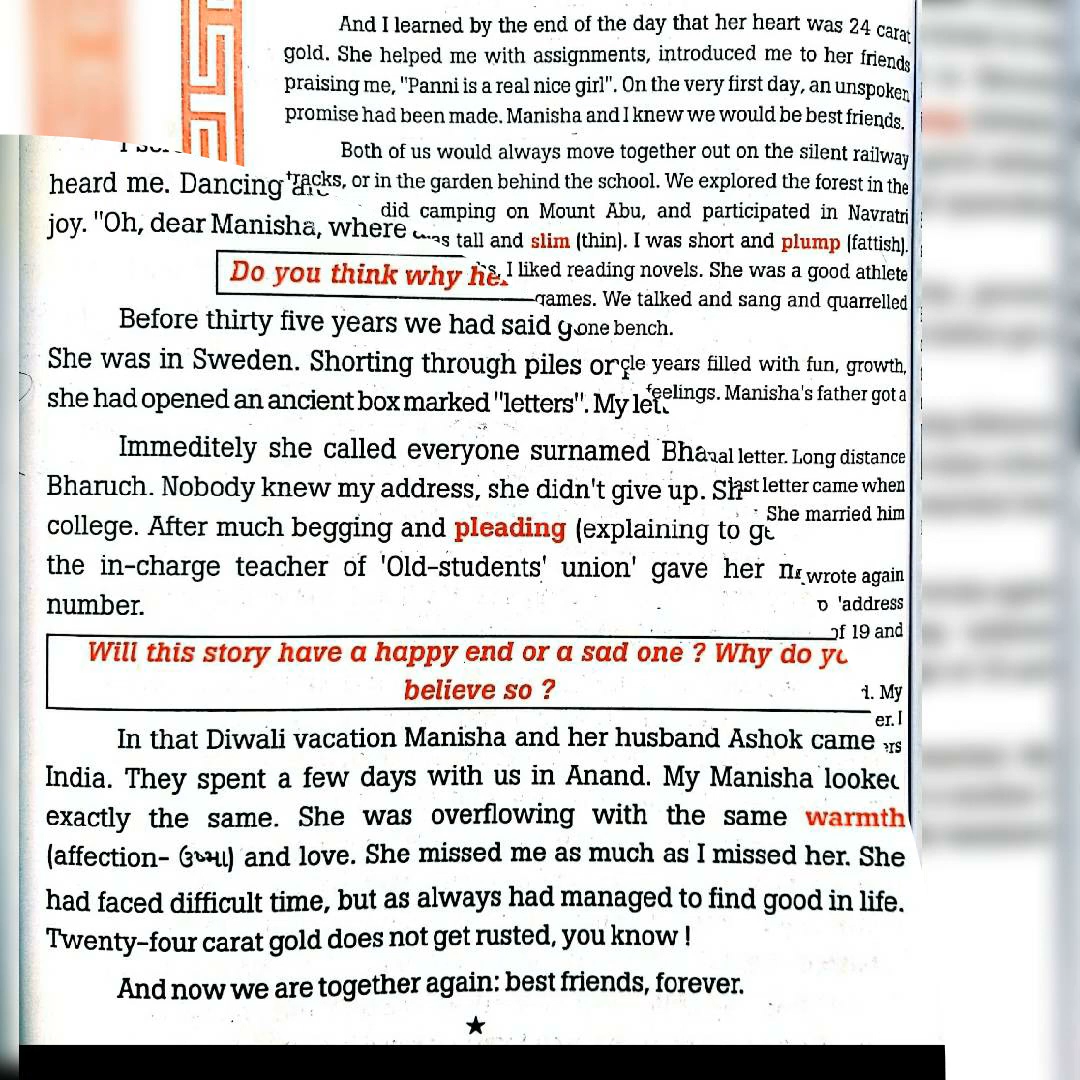 And I learned by the end of the day that her heart was 24 carat
gold. She helped me with assignments, introduced me to her friends
praising me, "Panni is a real nice girl". On the very first day, an unspoken
promise had been made. Manisha and I knew we would be best friends.
Both of us would always move together out on the silent railway
tracks, or in the garden behind the school. We explored the forest in the
did camping on Mount Abu, and participated in Navratri
tall and slim (thin). I was short and plump (fattish).
I liked reading novels. She was a good athlete
games. We talked and sang and quarrelled
one bench.
years filled with fun, growth,
feelings. Manisha's father got a
letter. Long distance
last letter came when
She married him
wrote again
'address
of 19 and
My
I
heard me. Dancing
joy. "Oh, dear Manisha, where
Do you think why
Before thirty five years we had said
She was in Sweden. Shorting through piles
she had opened an ancient box marked "letters". My
Immeditely she called everyone surnamed
Bharuch. Nobody knew my address, she didn't give up.
college. After much begging and pleading (explaining to
the in-charge teacher of 'Old-students' union' gave her
number.
Will this story have a happy end or a sad one ? Why do
believe so ?
In that Diwali vacation Manisha and her husband Ashok came
India. They spent a few days with us in Anand. My Manisha looked
exactly the same. She was overflowing with the same warmth
(affection- ઉષ્મા) and love. She missed me as much as I missed her. She
had faced difficult time, but as always had managed to find good in life.
Twenty-four carat gold does not get rusted, you know !
And now we are together again: best friends, forever.